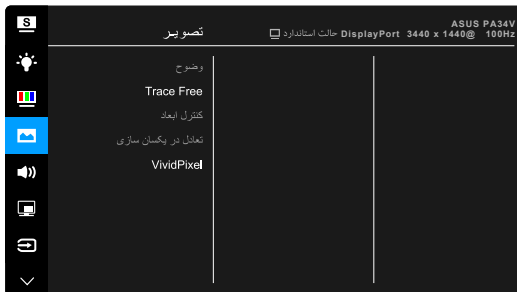 S
ASUS PA34V
تصویر
حالت استاندارد DisplayPort 3440 x 1440@ 100Hz
وضوح
Trace Free
کنترل ابعاد
تعادل در یکسان سازی
VividPixel